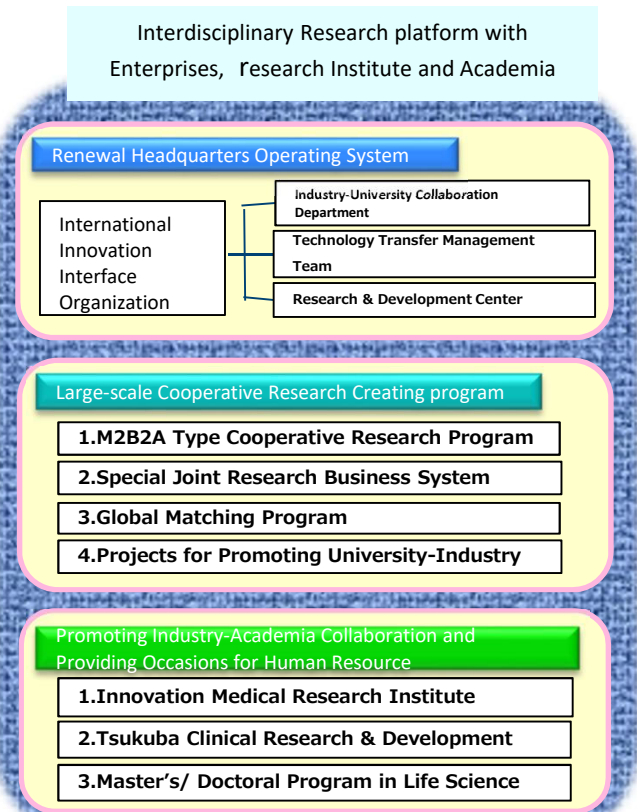 Interdisciplinary Research platform with
Enterprises, research Institute and Academia
Renewal Headquarters Operating System
International
Innovation
Interface
Organization
Industry-University Collaboration
Department
Technology Transfer Management
Team
Research & Development Center
Large-scale Cooperative Research Creating program
1.M2B2A Type Cooperative Research Program
2.Special Joint Research Business System
3.Global Matching Program
4.Projects for Promoting University-Industry
Promoting Industry-Academia Collaboration and
Providing Occasions for Human Resource
1.Innovation Medical Research Institute
2.Tsukuba Clinical Research & Development
3.Master’s/ Doctoral Program in Life Science